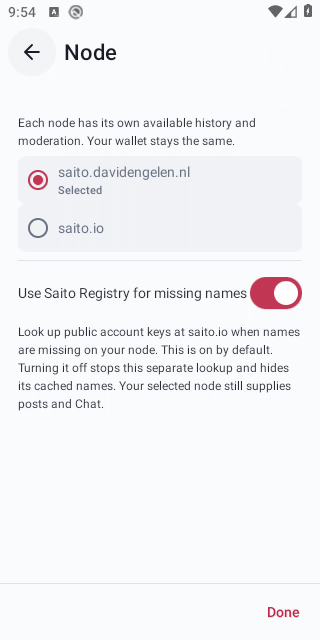 9:54
Node
Each node has its own available history and
moderation. Your wallet stays the same.
saito.davidengelen.nl
Selected
saito.io
Use Saito Registry for missing names
Look up public account keys at saito.io when names
are missing on your node. This is on by default.
Turning it off stops this separate lookup and hides
its cached names. Your selected node still supplies
posts and Chat.
Done